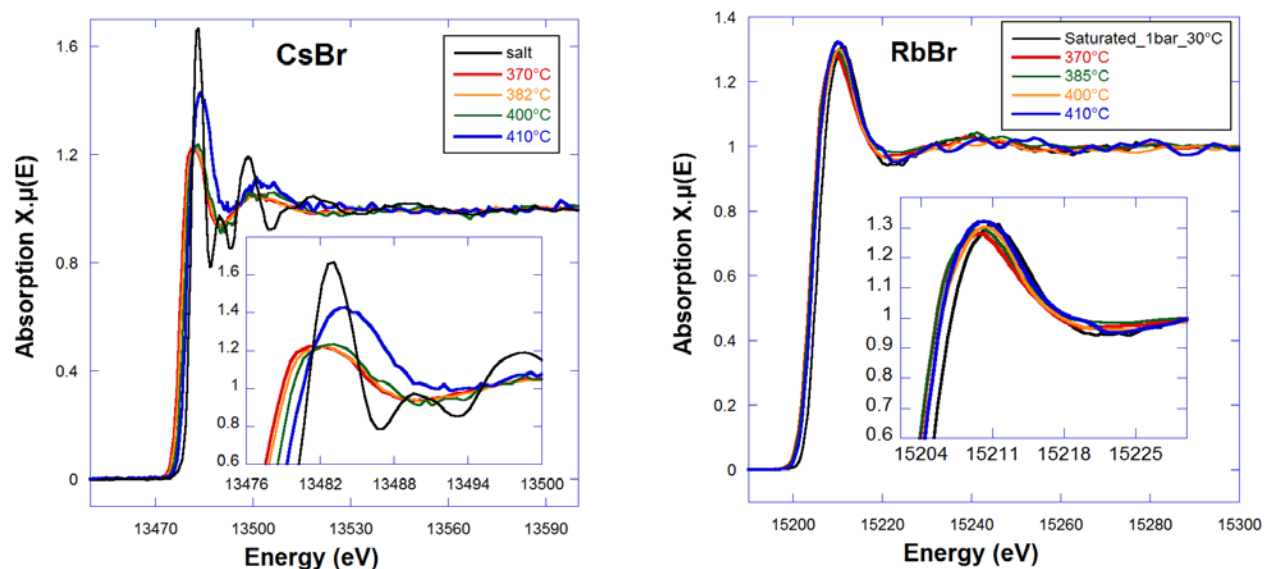 CsBr
salt
370°C
382°C
400°C
410°C
1.6
1.2
0.8
0.4
0
Absorption X.μ(E)
1.6
1.4
1.2
1
0.8
0.6
13476 13482 13488 13494 13500
13470 13500 13530 13560 13590
Energy (eV)
RbBr
Saturated_1bar_30°C
370°C
385°C
400°C
410°C
1.4
1.2
1
0.8
0.6
0.4
0.2
0
Absorption X.μ(E)
1.3
1.2
1.1
1
0.9
0.8
0.7
0.6
15204 15211 15218 15225
15200 15220 15240 15260 15280 15300
Energy (eV)